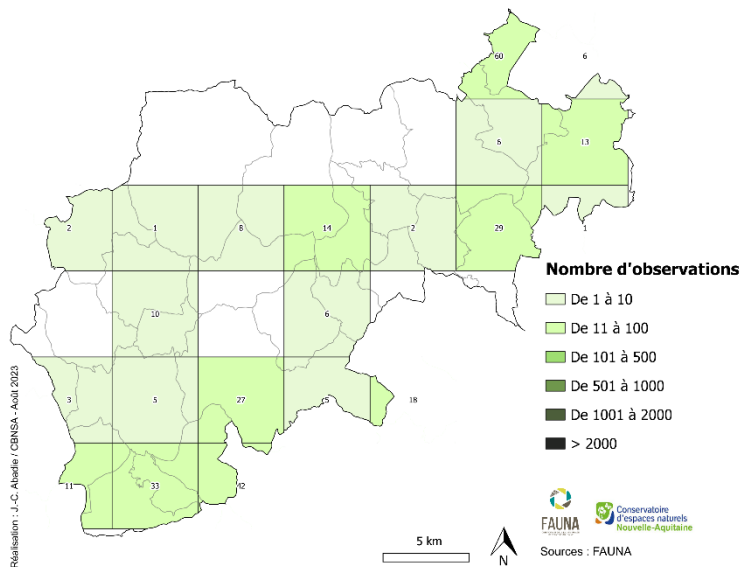 60
6
6
13
2
1
8
14
2
29
1
10
6
3
5
27
5
18
11
33
42
Nombre d'observations
De 1 à 10
De 11 à 100
De 101 à 500
De 501 à 1000
De 1001 à 2000
> 2000
Réalisation : J.-C. Abadie / CBNSA - Août 2023
5 km
N
FAUNA
Conservatoire
d'espaces naturels
Nouvelle-Aquitaine
Sources : FAUNA